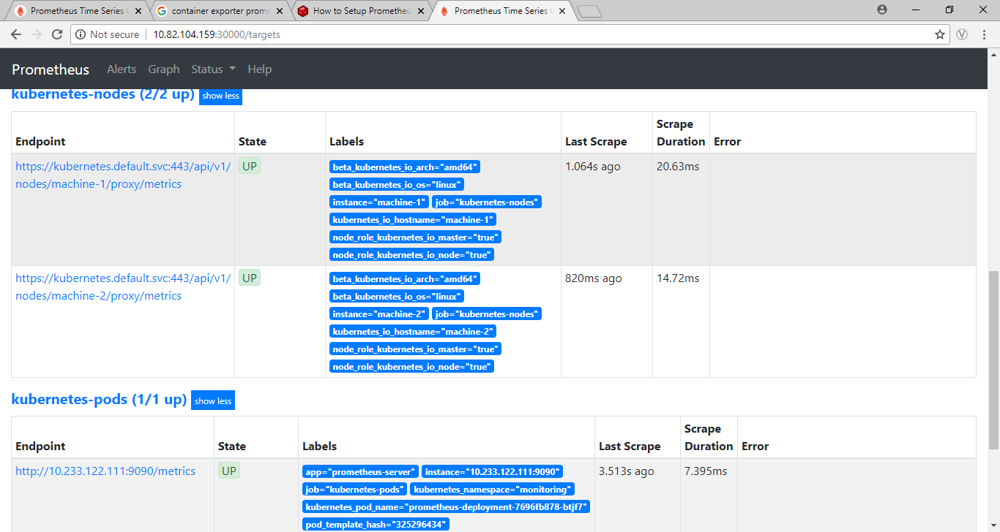 Prometheus Time Series C
container exporter prome
How to Setup Prometheu
Prometheus Time Series C
Not secure 10.82.104.159:30000/targets
Prometheus Alerts Graph Status Help
kubernetes-nodes (2/2 up) show less
Endpoint State Labels Last Scrape Scrape Duration Error
https://kubernetes.default.svc:443/api/v1/
nodes/machine-1/proxy/metrics
UP
beta_kubernetes_io_arch="amd64"
beta_kubernetes_io_os="linux"
instance="machine-1" job="kubernetes-nodes"
kubernetes_io_hostname="machine-1"
node_role_kubernetes_io_master="true"
node_role_kubernetes_io_node="true"
1.064s ago
20.63ms
https://kubernetes.default.svc:443/api/v1/
nodes/machine-2/proxy/metrics
UP
beta_kubernetes_io_arch="amd64"
beta_kubernetes_io_os="linux"
instance="machine-2" job="kubernetes-nodes"
kubernetes_io_hostname="machine-2"
node_role_kubernetes_io_master="true"
node_role_kubernetes_io_node="true"
820ms ago
14.72ms
kubernetes-pods (1/1 up) show less
Endpoint State Labels Last Scrape Scrape Duration Error
http://10.233.122.111:9090/metrics
UP
app="prometheus-server" instance="10.233.122.111:9090"
job="kubernetes-pods" kubernetes_namespace="monitoring"
kubernetes_pod_name="prometheus-deployment-7696fb878-btjf7"
pod_template_hash="325296434"
3.513s ago
7.395ms